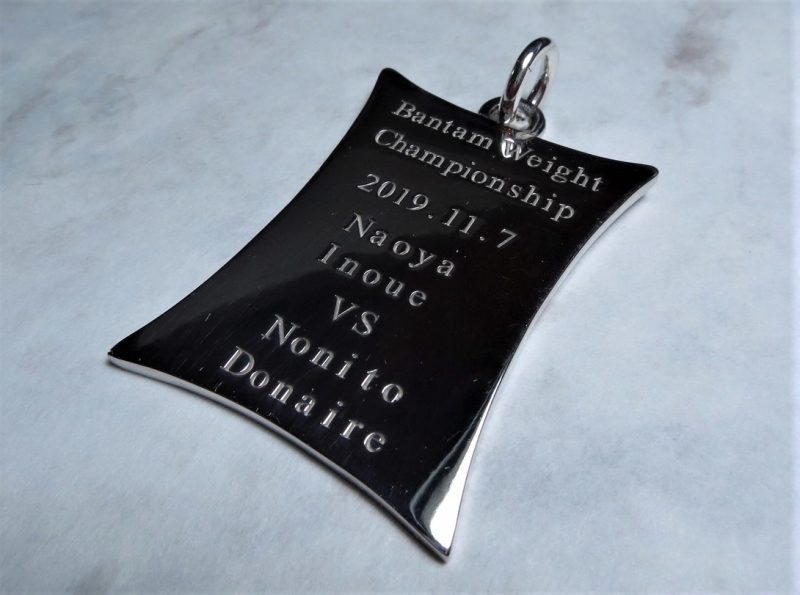 Bantam Weight
Championship
2019.11.7
Naoya
Inoue
VS
Nonito
Donaire